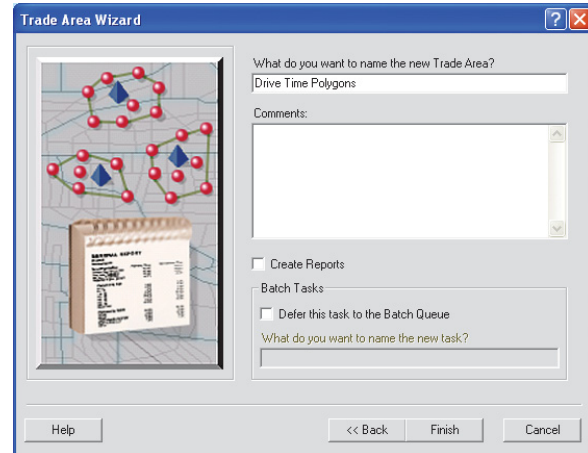 Trade Area Wizard
What do you want to name the new Trade Area?
Drive Time Polygons
Comments:
Create Reports
Batch Tasks
Defer this task to the Batch Queue
What do you want to name the new task?
GENERAL REPORT
Help
<< Back
Finish
Cancel